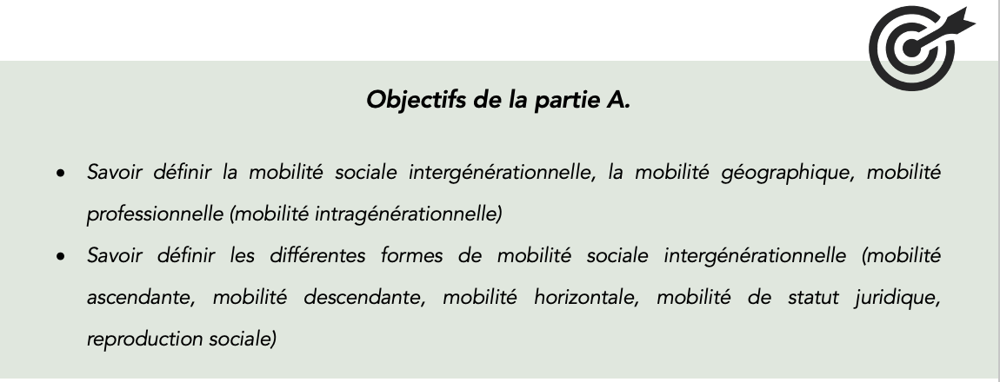 Objectifs de la partie A.
• Savoir définir la mobilité sociale intergénérationnelle, la mobilité géographique, mobilité
professionnelle (mobilité intragénérationnelle)
• Savoir définir les différentes formes de mobilité sociale intergénérationnelle (mobilité
ascendante, mobilité descendante, mobilité horizontale, mobilité de statut juridique,
reproduction sociale)